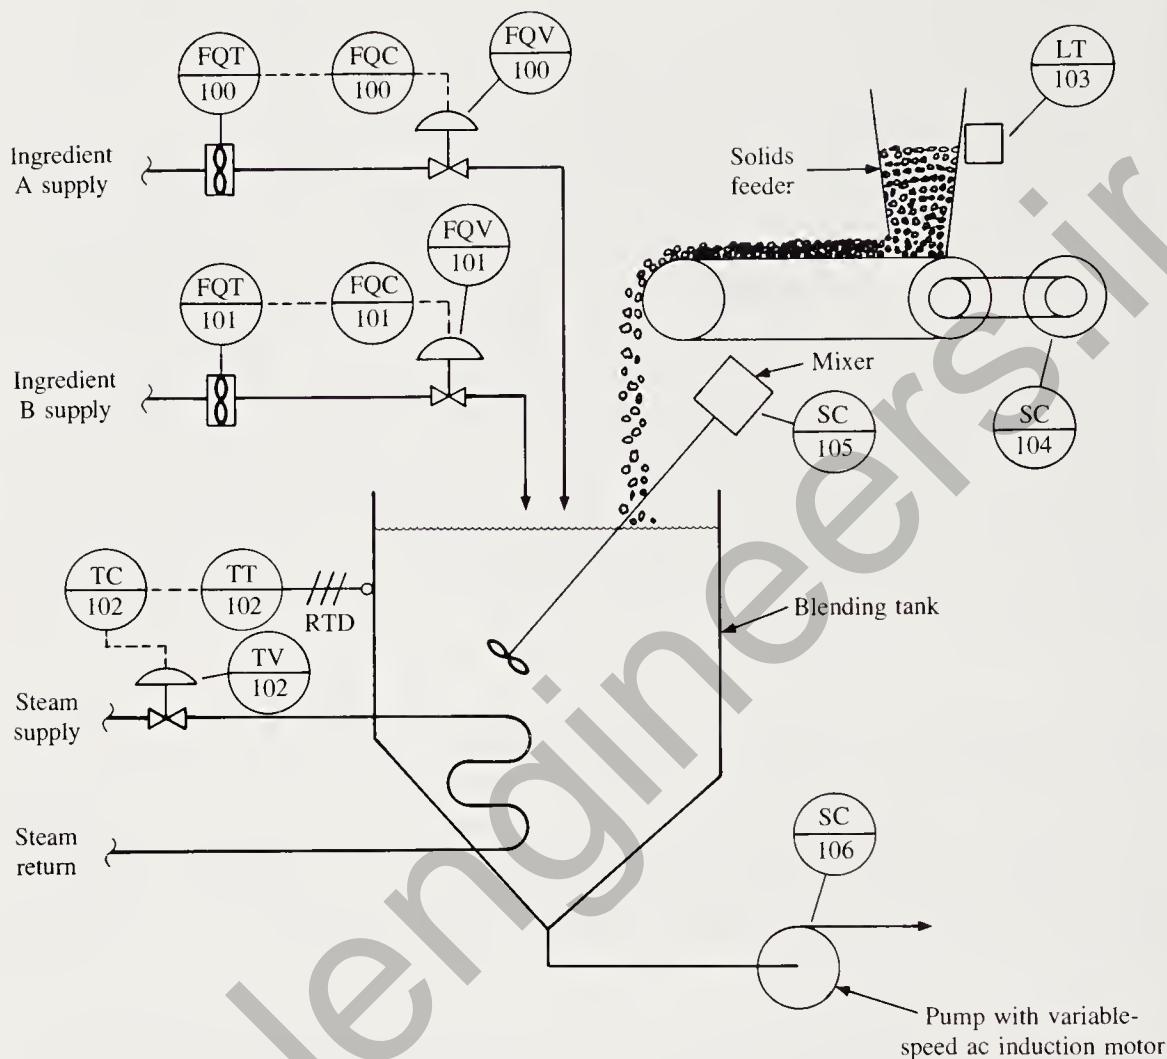 FQT
100
FQC
100
FQV
100
LT
103
Ingredient
A supply
Solids
feeder
FQV
101
FQT
101
FQC
101
Ingredient
B supply
Mixer
SC
105
SC
104
TC
102
TT
102
RTD
Blending tank
TV
102
Steam
supply
SC
106
Steam
return
Pump with variable-
speed ac induction motor
lengineers.ir